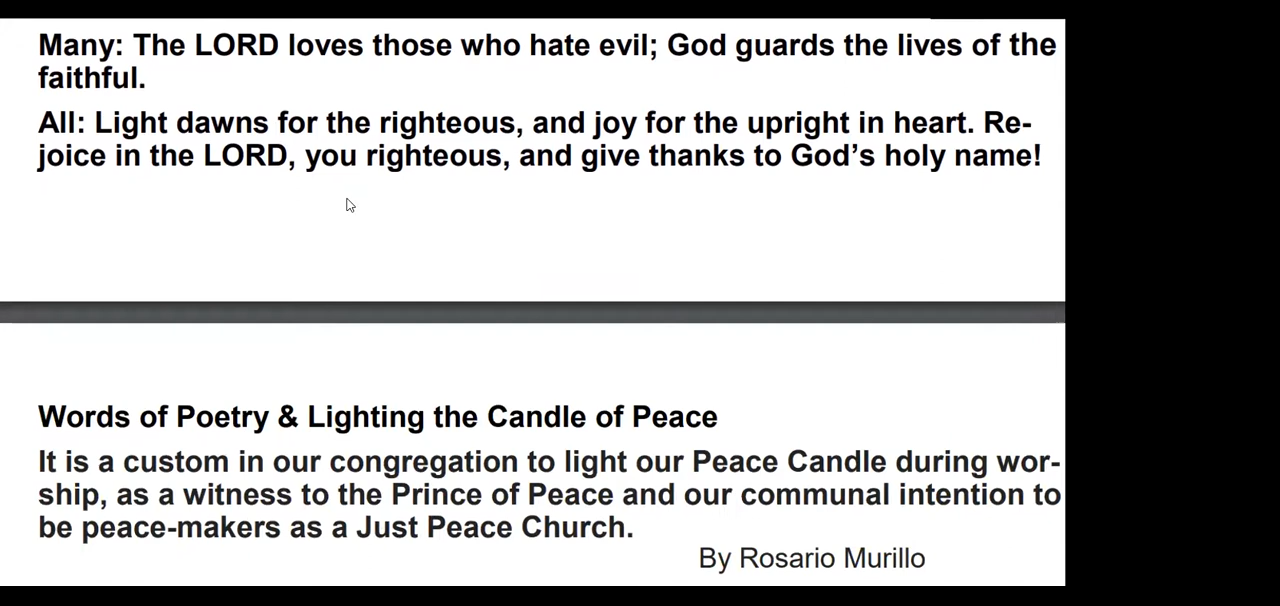 Many: The LORD loves those who hate evil; God guards the lives of the
faithful.
All: Light dawns for the righteous, and joy for the upright in heart. Re-
joice in the LORD, you righteous, and give thanks to God’s holy name!
Words of Poetry & Lighting the Candle of Peace
It is a custom in our congregation to light our Peace Candle during wor-
ship, as a witness to the Prince of Peace and our communal intention to
be peace-makers as a Just Peace Church.
By Rosario Murillo